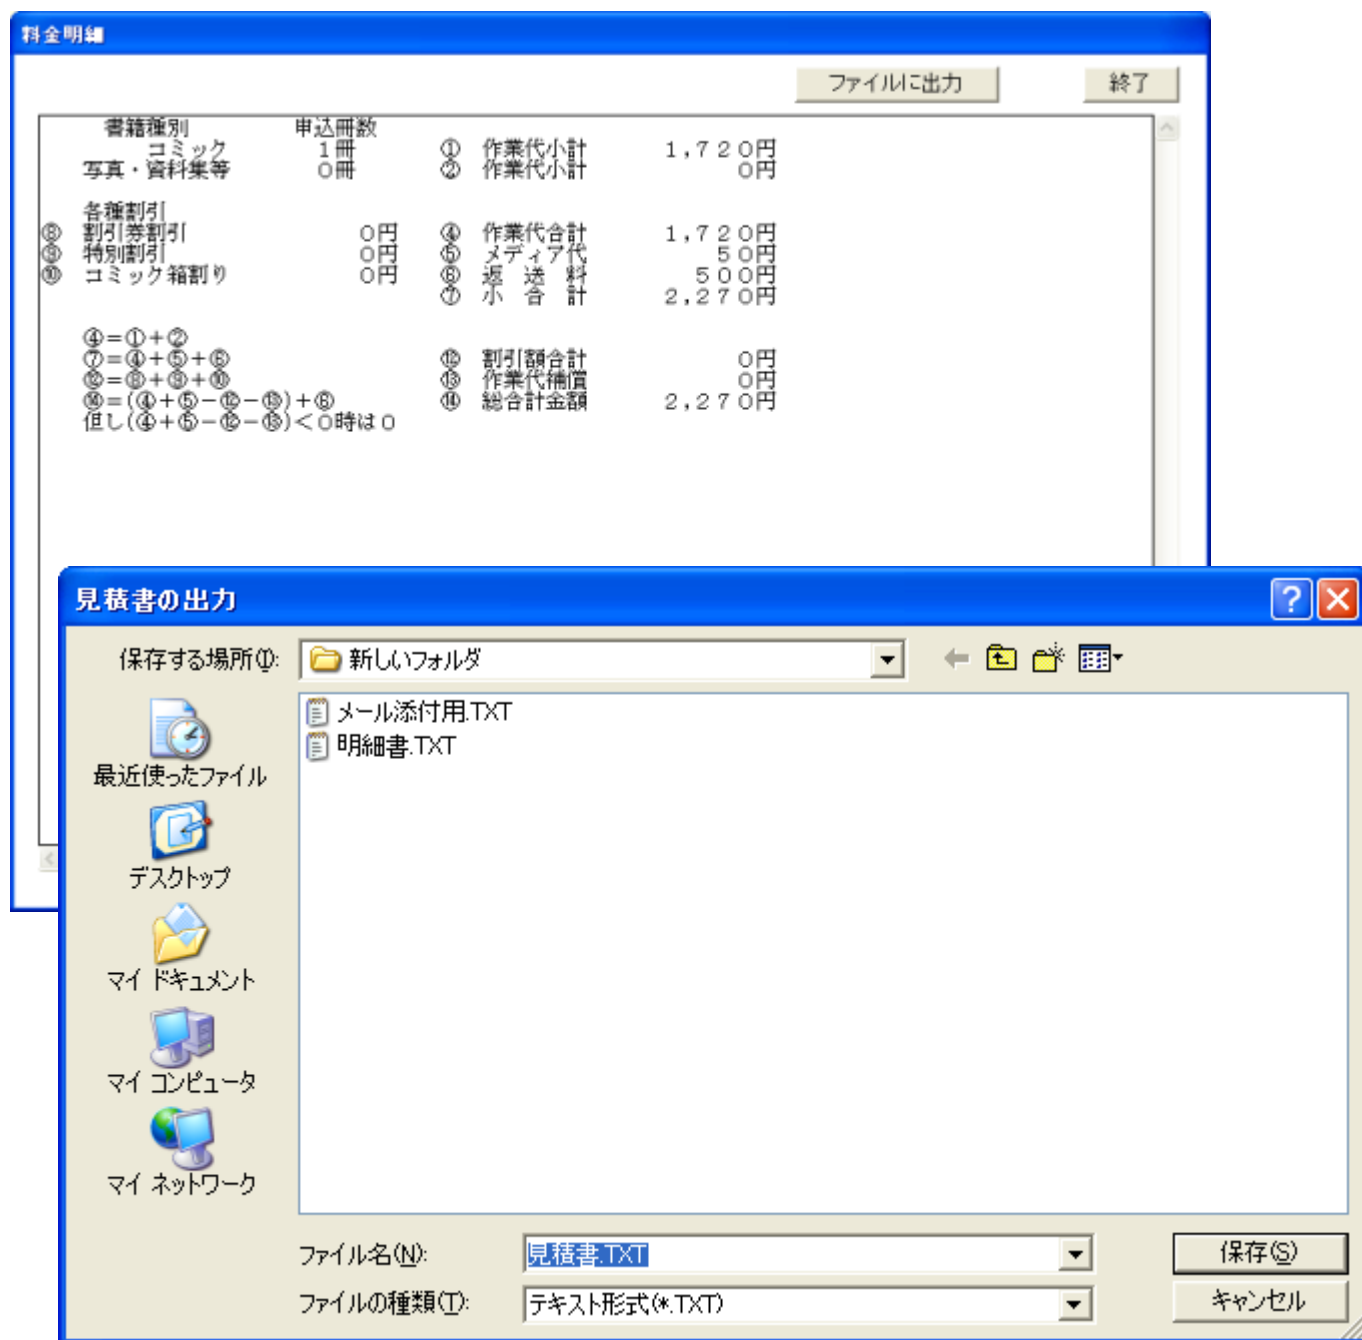 料金明細
ファイルに出力 終了
書籍種別 申込冊数
コミック 1冊 ① 作業代小計 1,720円
写真・資料集等 0冊 ② 作業代小計 0円
各種割引
⑧ 割引券割引 0円 ④ 作業代合計 1,720円
⑨ 特別割引 0円 ⑤ メディア代 50円
⑩ コミック箱割り 0円 ⑥ 返 送 料 500円
⑦ 小 合 計 2,270円
④=①+②
⑦=④+⑤+⑥ ⑫ 割引額合計 0円
⑫=⑧+⑨+⑩ ⑬ 作業代補償 0円
⑭=(④+⑤-⑫-⑬)+⑥ ⑭ 総合計金額 2,270円
但し(④+⑤-⑫-⑬)<0時は0
見積書の出力
保存する場所(I): 新しいフォルダ
メール添付用.TXT
明細書.TXT
最近使ったファイル
デスクトップ
マイ ドキュメント
マイ コンピュータ
マイ ネットワーク
ファイル名(N): 見積書.TXT 保存(S)
ファイルの種類(T): テキスト形式(*.TXT) キャンセル